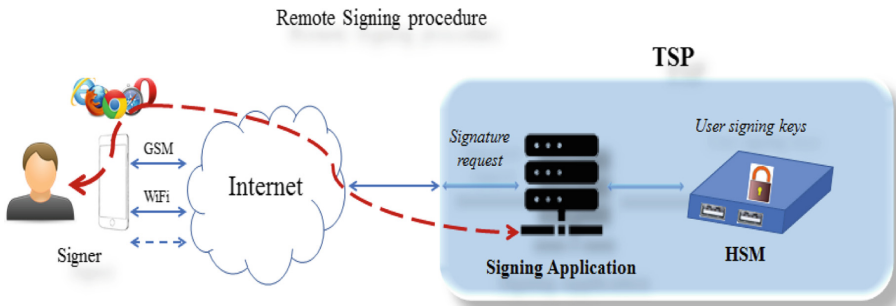 Remote Signing procedure
TSP
GSM
WiFi
Signer
Internet
Signature
request
Signing Application
User signing keys
HSM